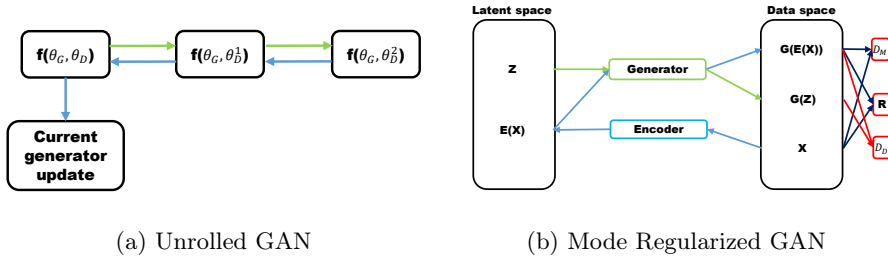 f(θ_G, θ_D)
f(θ_G, θ_D^1)
f(θ_G, θ_D^2)
Current
generator
update
(a) Unrolled GAN
Latent space
Data space
Z
E(X)
Generator
Encoder
G(E(X))
G(Z)
X
D_M
R
D_D
(b) Mode Regularized GAN